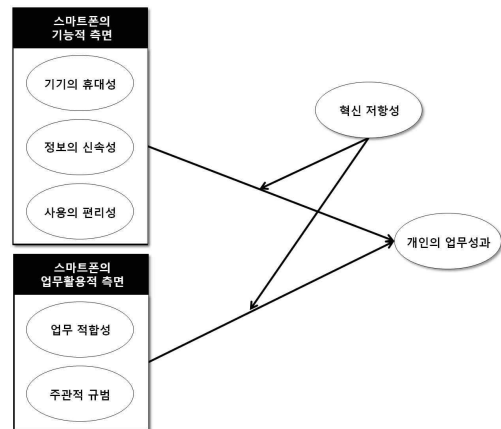 스마트폰의
기능적 측면
기기의 휴대성
정보의 신속성
사용의 편리성
혁신 저항성
개인의 업무성과
스마트폰의
업무활용적 측면
업무 적합성
주관적 규범